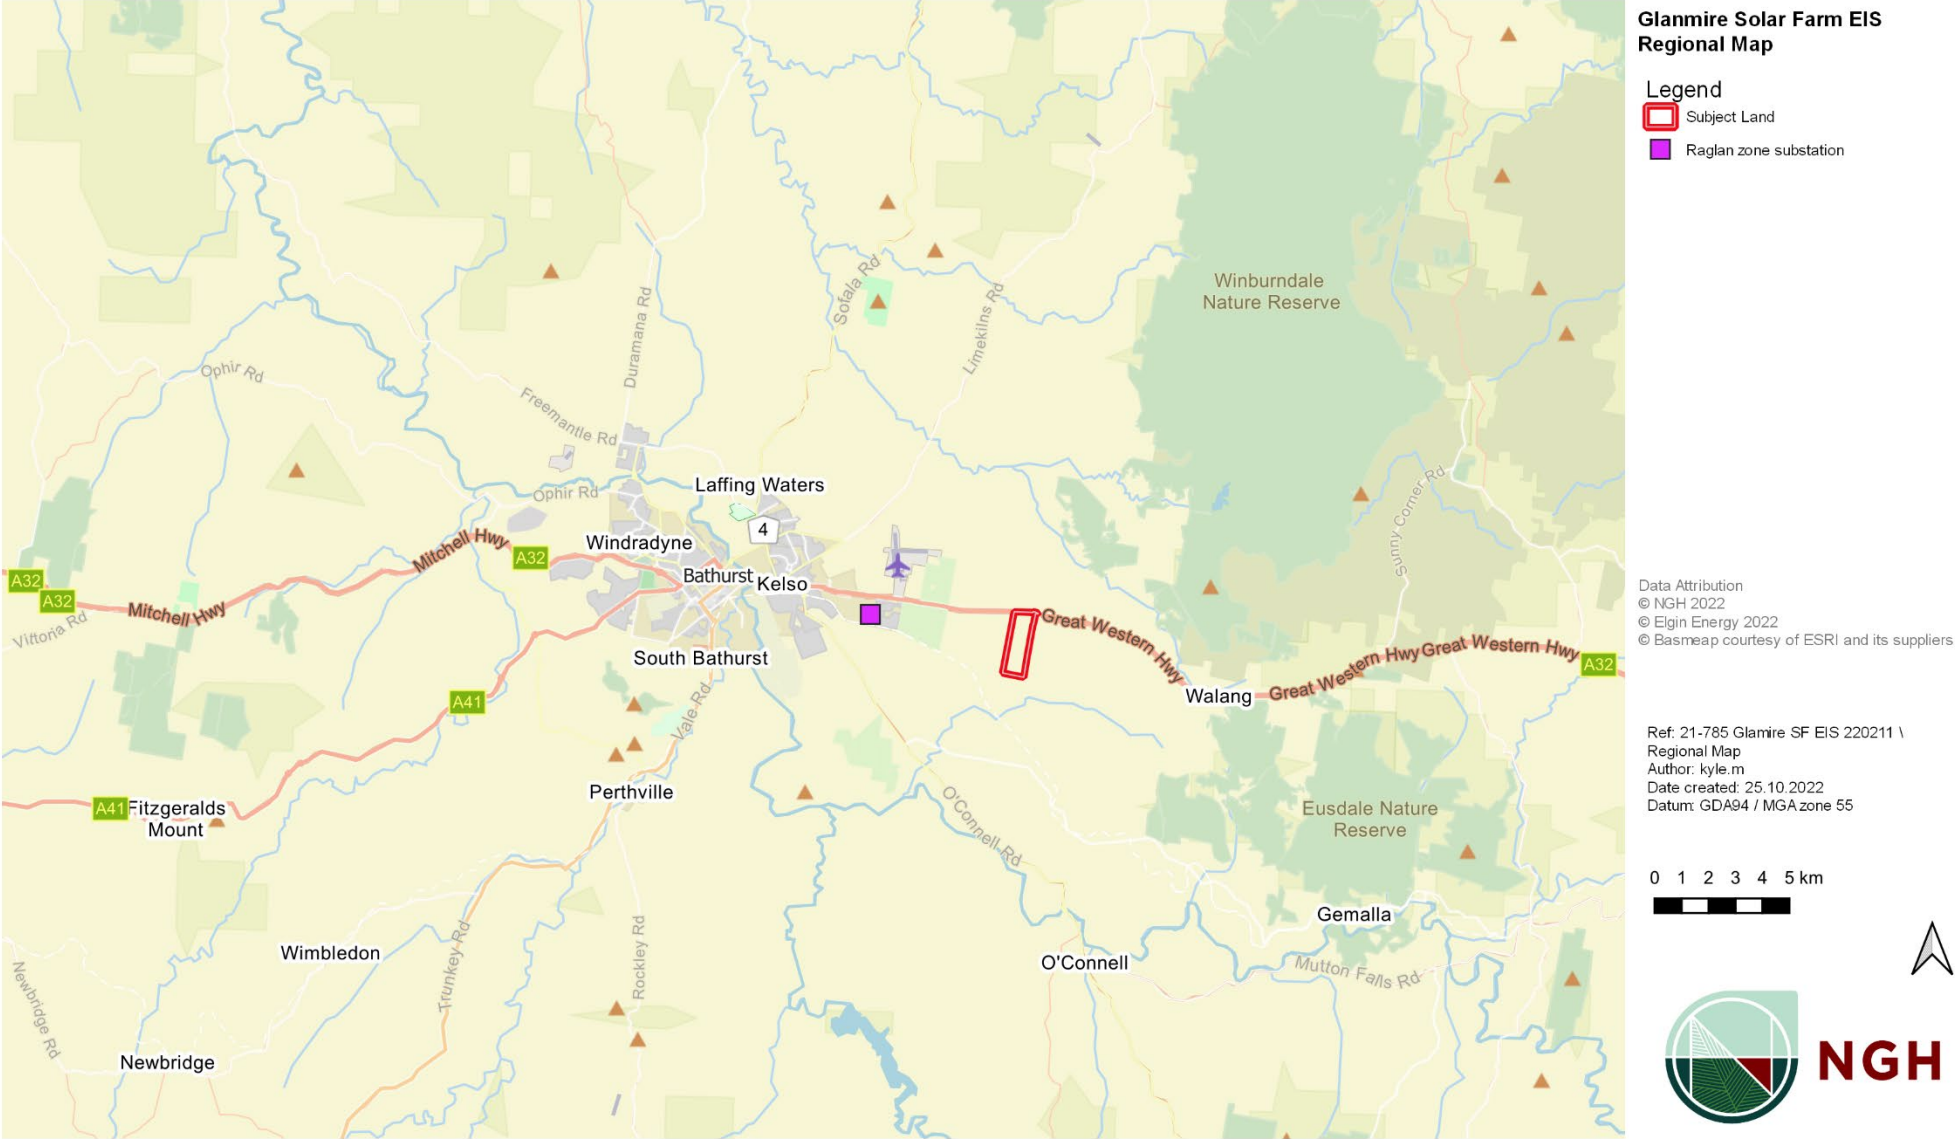 Glanmire Solar Farm EIS
Regional Map
Legend
Subject Land
Raglan zone substation
Winburndale
Nature Reserve
Sofala Rd
Limekilns Rd
Duramana Rd
Ophir Rd
Freemantle Rd
Ophir Rd
Laffing Waters
4
Windradyne
Bathurst
Kelso
Mitchell Hwy
A32
A32
A32
Mitchell Hwy
Vittoria Rd
Sunny Corner Rd
Great Western Hwy
Great Western Hwy
Great Western Hwy
A32
Walang
South Bathurst
A41
Vale Rd
Perthville
A41
Fitzgeralds
Mount
O'Connell Rd
Eusdale Nature
Reserve
Gemalla
O'Connell
Mutton Falls Rd
Wimbledon
Trunkey Rd
Rockley Rd
Newbridge Rd
Newbridge
Data Attribution
© NGH 2022
© Elgin Energy 2022
© Basmeap courtesy of ESRI and its suppliers
Ref: 21-785 Glamire SF EIS 220211 \
Regional Map
Author: kyle.m
Date created: 25.10.2022
Datum: GDA94 / MGA zone 55
0 1 2 3 4 5 km
NGH